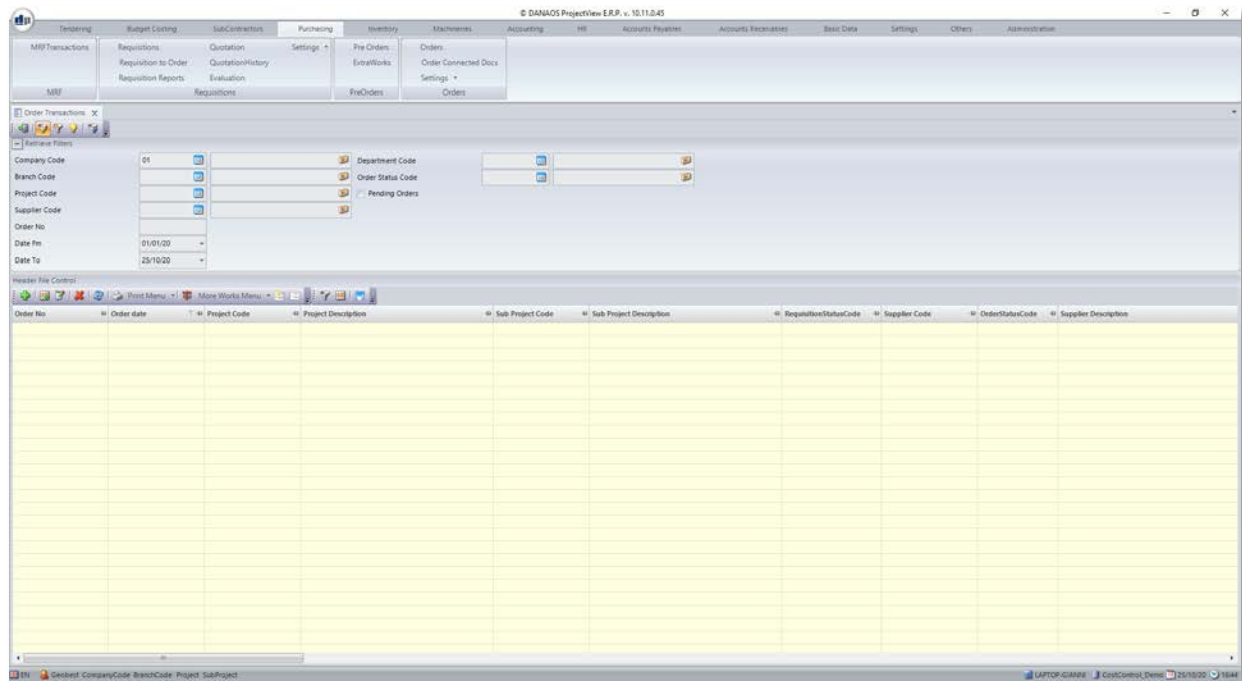 © DANAOS ProjectView E.R.P. v. 10.11.0.45
Tendering Budget Costing SubContractors Purchasing Inventory Machineries Accounting HR Accounts Payables Accounts Receivables Basic Data Settings Others Administration
MRFTransactions Requisitions Quotation Settings Pre Orders Orders
Requisition to Order QuotationHistory ExtraWorks Order Connected Docs
Requisition Reports Evaluation Settings
MRF Requisitions PreOrders Orders
Order Transactions X
Retrieve Filters
Company Code 01 Department Code
Branch Code Order Status Code
Project Code Pending Orders
Supplier Code
Order No
Date Fm 01/01/20
Date To 25/10/20
Header File Control
Print Menu More Works Menu
Order No Order date Project Code Project Description Sub Project Code Sub Project Description RequisitionStatusCode Supplier Code OrderStatusCode Supplier Description
EN Geobest CompanyCode BranchCode Project SubProject LAPTOP-GIANNI CostControl_Demo 25/10/20 16:44